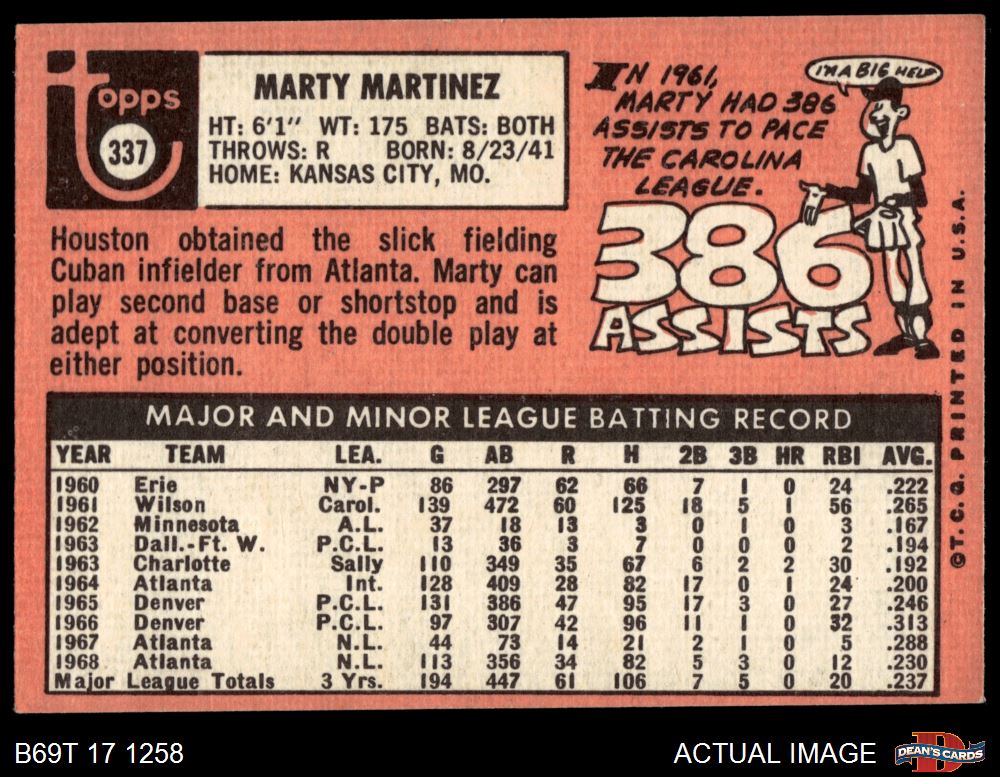 Topps
337
MARTY MARTINEZ
HT: 6'1" WT: 175 BATS: BOTH
THROWS: R BORN: 8/23/41
HOME: KANSAS CITY, MO.
Houston obtained the slick fielding
Cuban infielder from Atlanta. Marty can
play second base or shortstop and is
adept at converting the double play at
either position.
IN 1961,
MARTY HAD 386
ASSISTS TO PACE
THE CAROLINA
LEAGUE.
I'M A BIG HELP
386
ASSISTS
MAJOR AND MINOR LEAGUE BATTING RECORD
YEAR TEAM LEA. G AB R H 2B 3B HR RBI AVG.
1960 Erie NY-P 86 297 62 66 7 1 0 24 .222
1961 Wilson Carol. 139 472 60 125 18 5 1 56 .265
1962 Minnesota A.L. 37 18 13 3 0 1 0 3 .167
1963 Dall.-Ft. W. P.C.L. 13 36 3 7 0 0 0 2 .194
1963 Charlotte Sally 110 349 35 67 6 2 2 30 .192
1964 Atlanta Int. 128 409 28 82 17 0 1 24 .200
1965 Denver P.C.L. 131 386 47 95 17 3 0 27 .246
1966 Denver P.C.L. 97 307 42 96 11 1 0 32 .313
1967 Atlanta N.L. 44 73 14 21 2 1 0 5 .288
1968 Atlanta N.L. 113 356 34 82 5 3 0 12 .230
Major League Totals 3 Yrs. 194 447 61 106 7 5 0 20 .237
©T.C.G. PRINTED IN U.S.A.
B69T 17 1258
ACTUAL IMAGE
D
DEAN'S CARDS